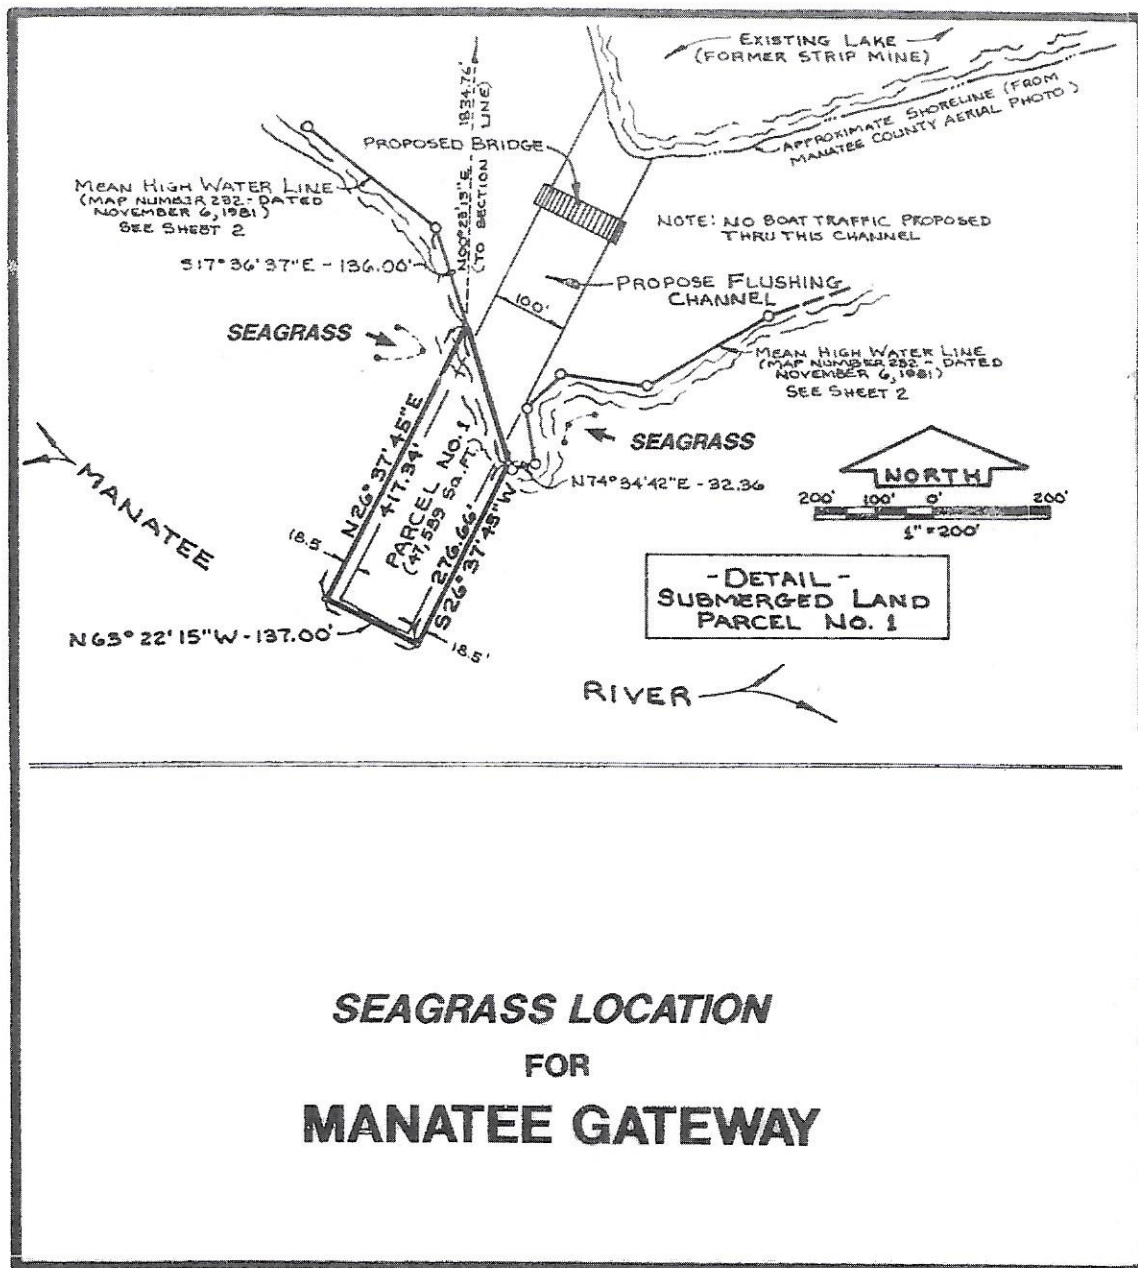 EXISTING LAKE
(FORMER STRIP MINE)
APPROXIMATE SHORELINE (FROM
MANATEE COUNTY AERIAL PHOTO)
1834.76'
N00°23'13"E
(TO SECTION LINE)
PROPOSED BRIDGE
MEAN HIGH WATER LINE
(MAP NUMBER 232 - DATED
NOVEMBER 6, 1981)
SEE SHEET 2
NOTE: NO BOAT TRAFFIC PROPOSED
THRU THIS CHANNEL
S17°36'37"E - 136.00'
PROPOSE FLUSHING
CHANNEL
100'
SEAGRASS
MEAN HIGH WATER LINE
(MAP NUMBER 232 - DATED
NOVEMBER 6, 1981)
SEE SHEET 2
SEAGRASS
MANATEE
N26°37'45"E
417.34'
PARCEL NO. 1
(47,539 SQ. FT.)
276.66'
S26°37'45"W
N74°34'42"E - 32.36
18.5
N63°22'15"W - 137.00'
18.5'
NORTH
200' 100' 0' 200'
1"=200'
- DETAIL -
SUBMERGED LAND
PARCEL NO. 1
RIVER
SEAGRASS LOCATION
FOR
MANATEE GATEWAY